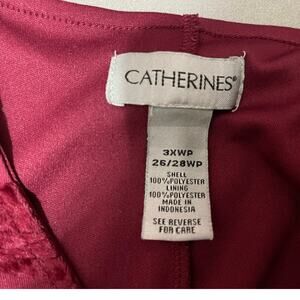 CATHERINES®
3XWP
26/28WP
SHELL
100%POLYESTER
LINING
100%POLYESTER
MADE IN
INDONESIA
SEE REVERSE
FOR CARE